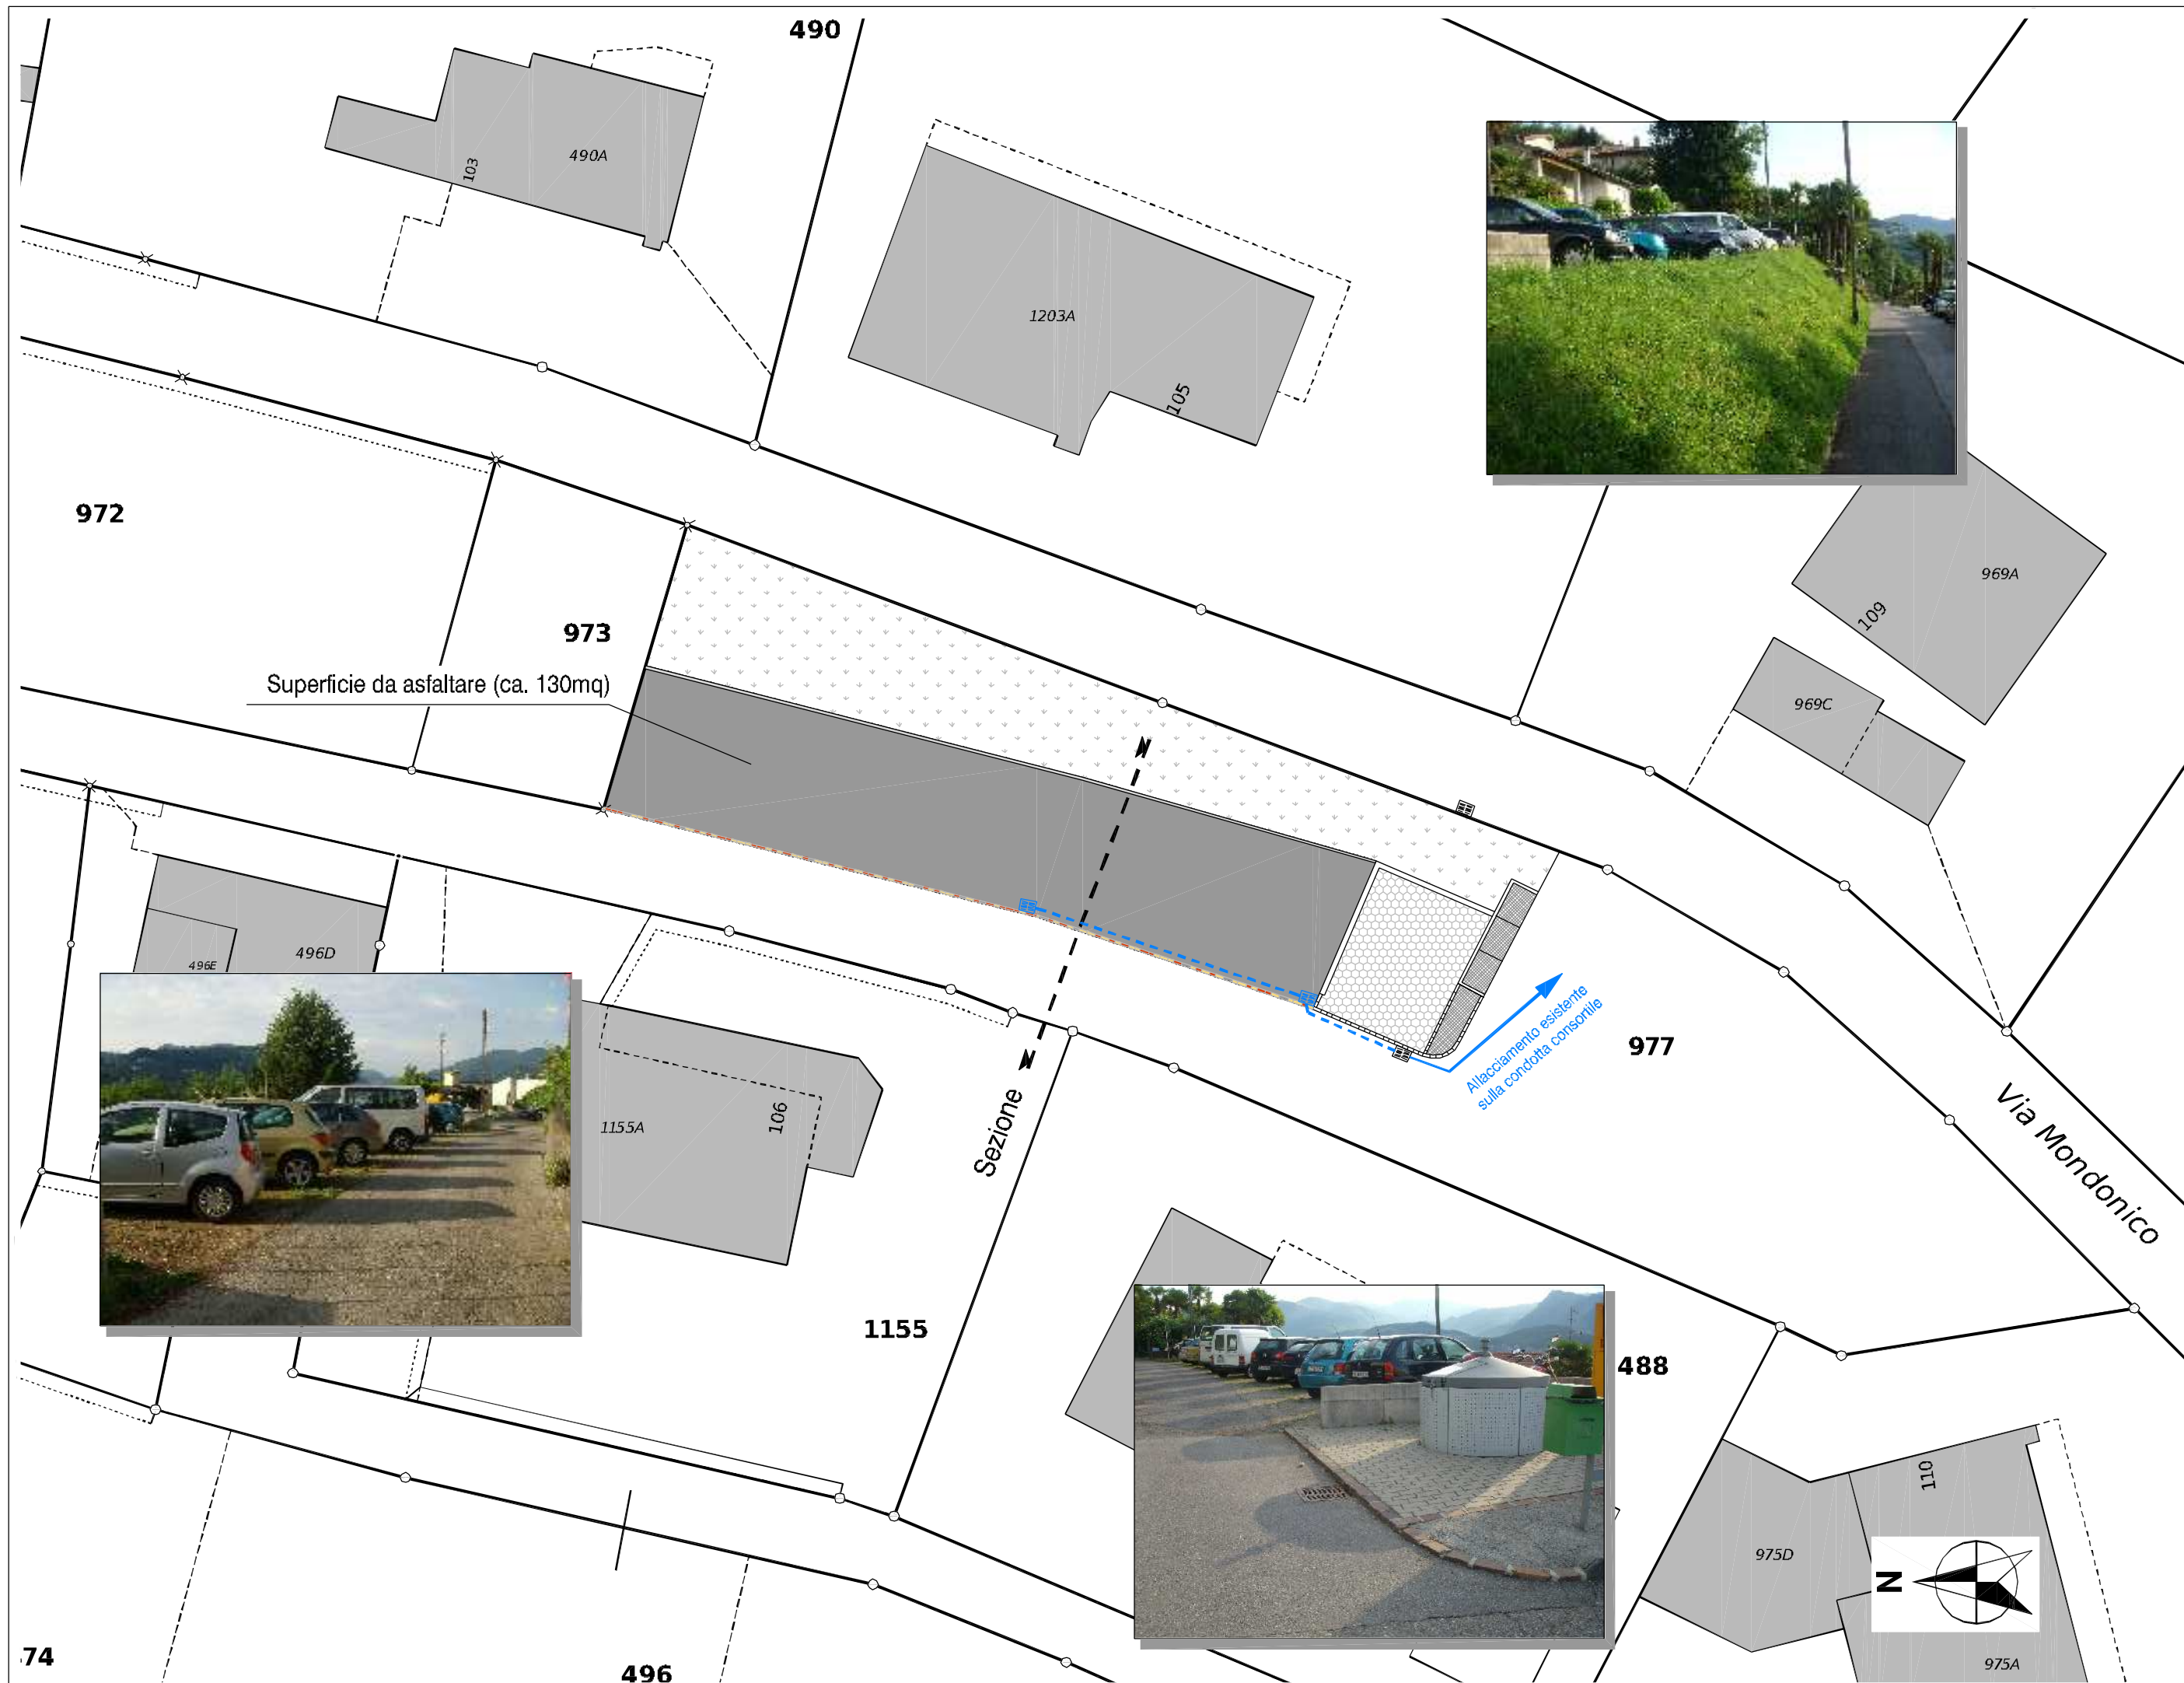 490
103
490A
1203A
105
972
973
Superficie da asfaltare (ca. 130mq)
969A
109
969C
496E
496D
Allacciamento esistente
sulla condotta consortile
977
Via Mondonico
Sezione
1155A
106
1155
488
110
975D
N
975A
74
496